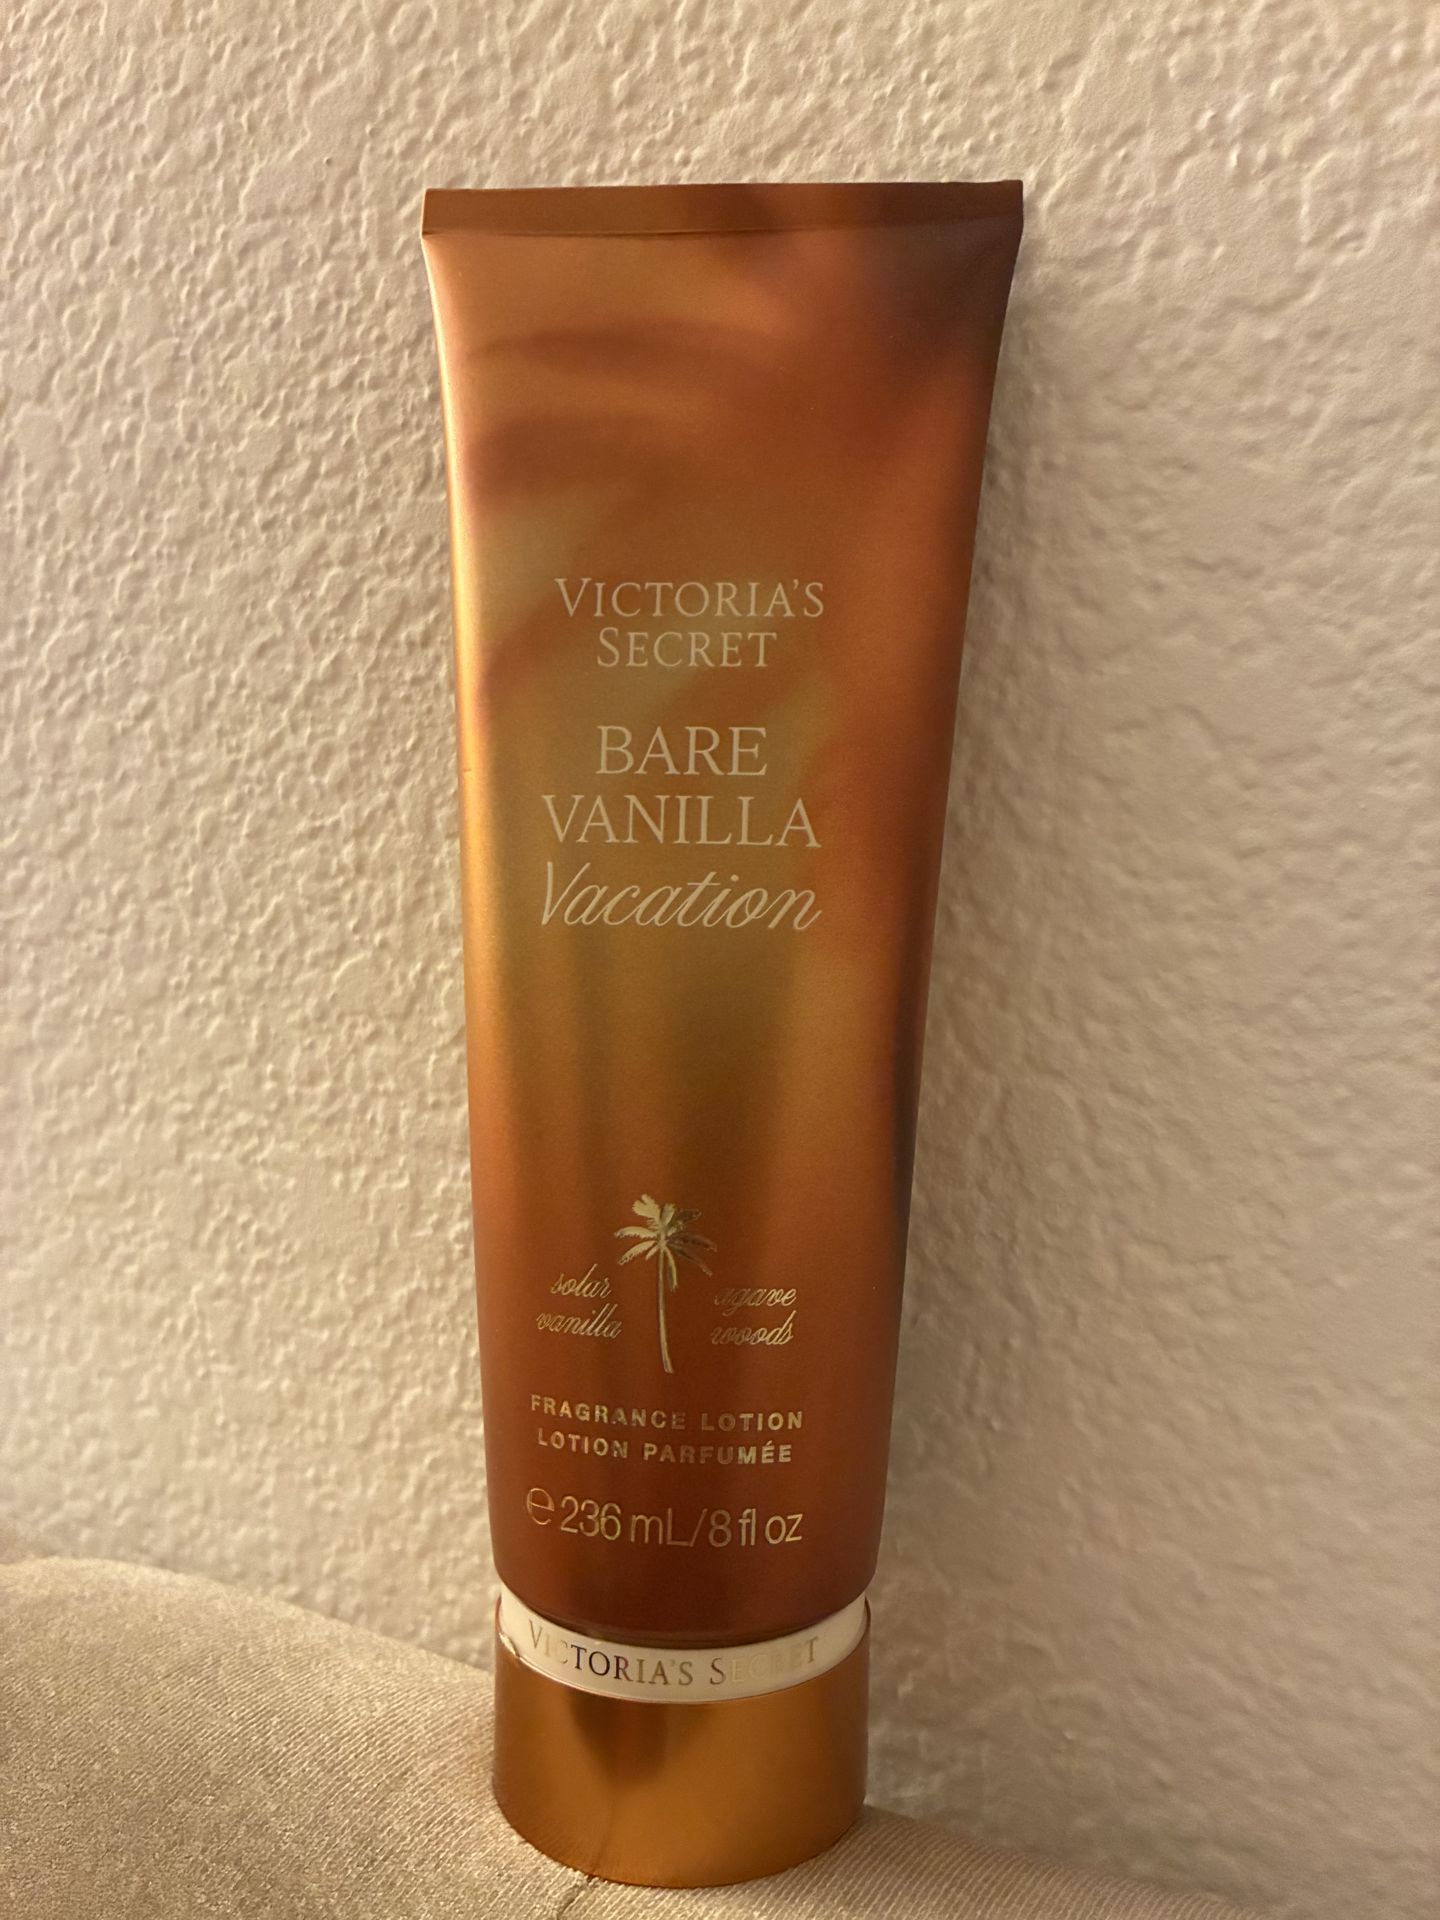 VICTORIA'S
SECRET
BARE
VANILLA
Vacation
solar agave
vanilla woods
FRAGRANCE LOTION
LOTION PARFUMÉE
℮ 236 mL/8 fl oz
VICTORIA'S SECRET